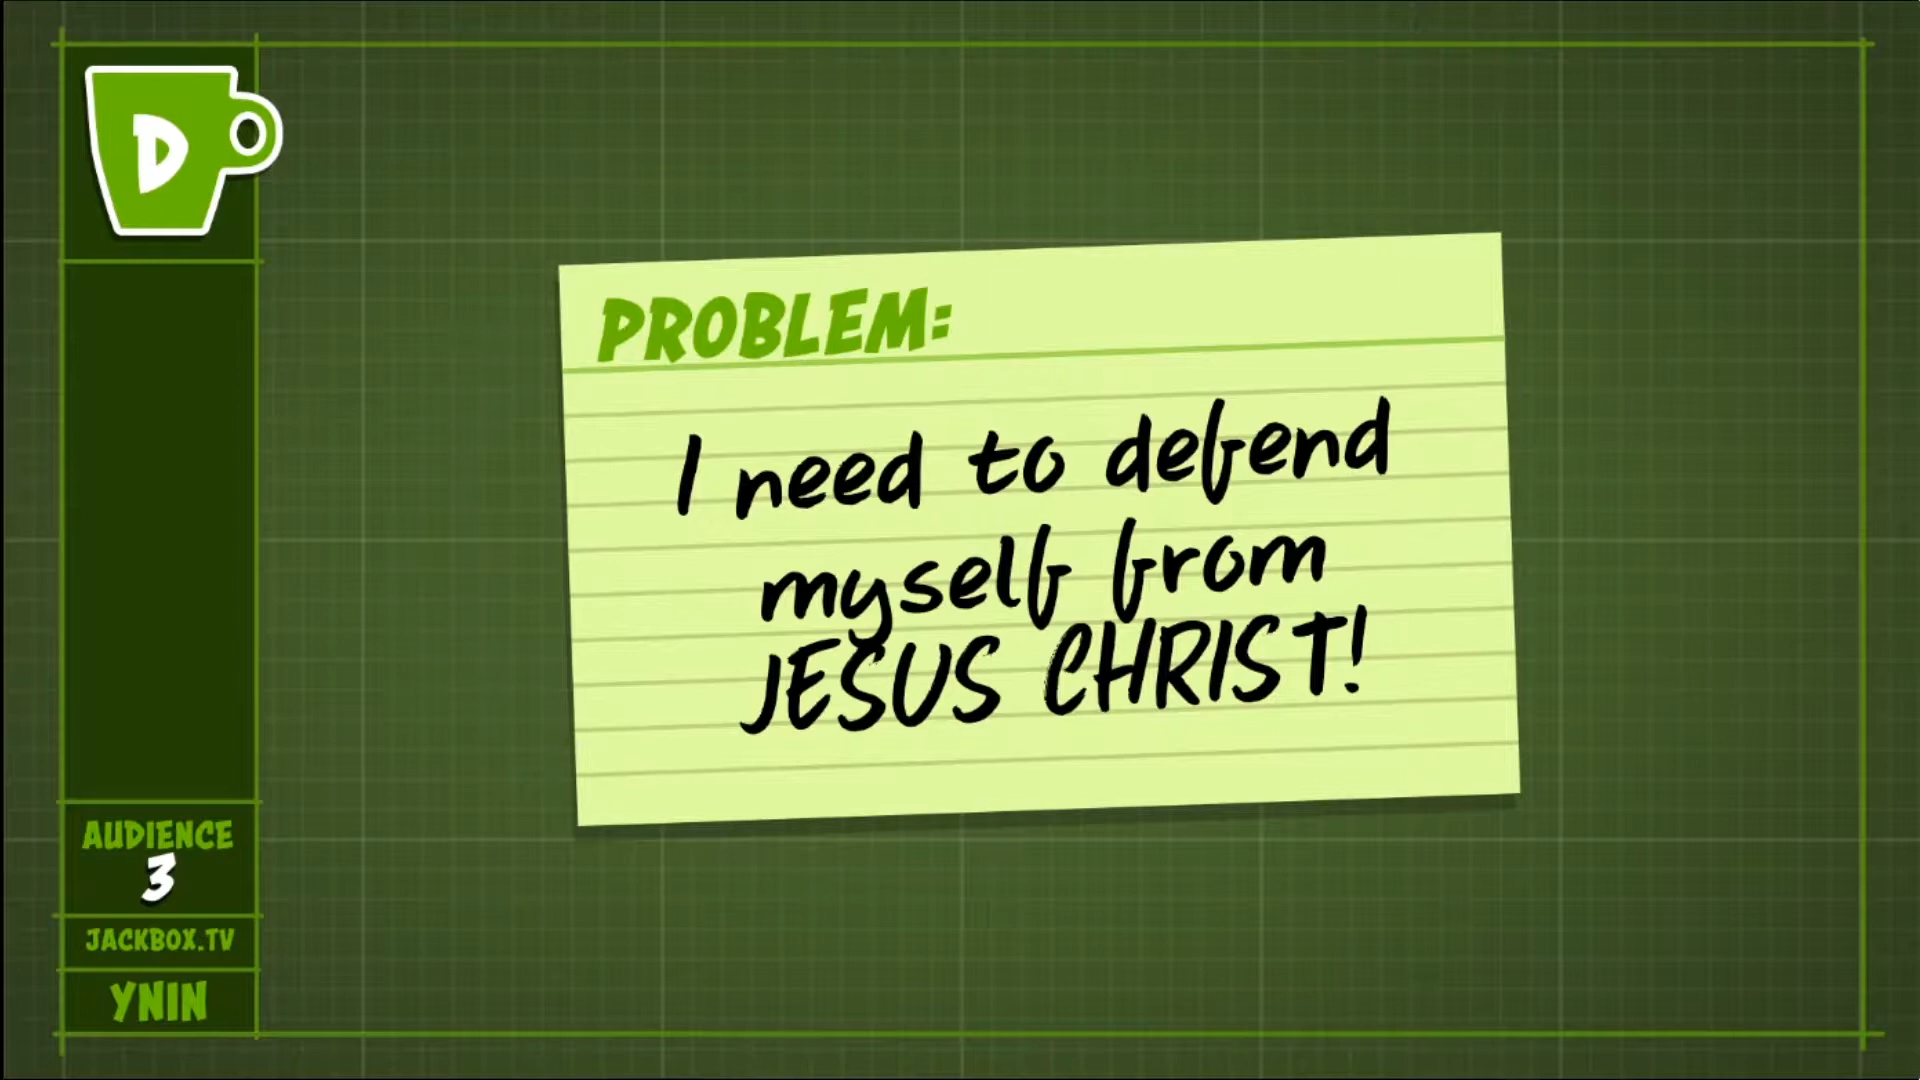 D
PROBLEM:
I need to defend
myself from
JESUS CHRIST!
AUDIENCE
3
JACKBOX.TV
YNIN